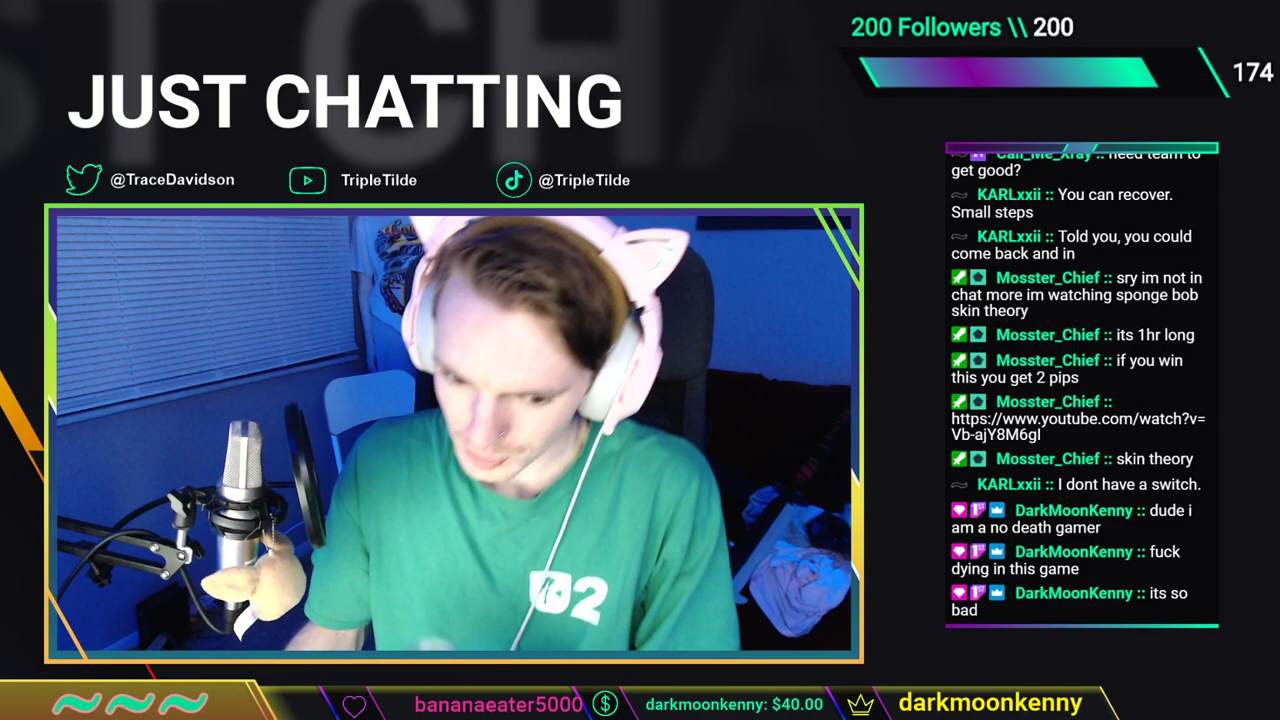 200 Followers \\ 200
174
JUST CHATTING
@TraceDavidson
TripleTilde
@TripleTilde
Call_Me_Xray :: need team to
get good?
KARLxxii :: You can recover.
Small steps
KARLxxii :: Told you, you could
come back and in
Mosster_Chief :: sry im not in
chat more im watching sponge bob
skin theory
Mosster_Chief :: its 1hr long
Mosster_Chief :: if you win
this you get 2 pips
Mosster_Chief ::
https://www.youtube.com/watch?v=
Vb-ajY8M6gI
Mosster_Chief :: skin theory
KARLxxii :: I dont have a switch.
DarkMoonKenny :: dude i
am a no death gamer
DarkMoonKenny :: fuck
dying in this game
DarkMoonKenny :: its so
bad
bananaeater5000
darkmoonkenny: $40.00
darkmoonkenny